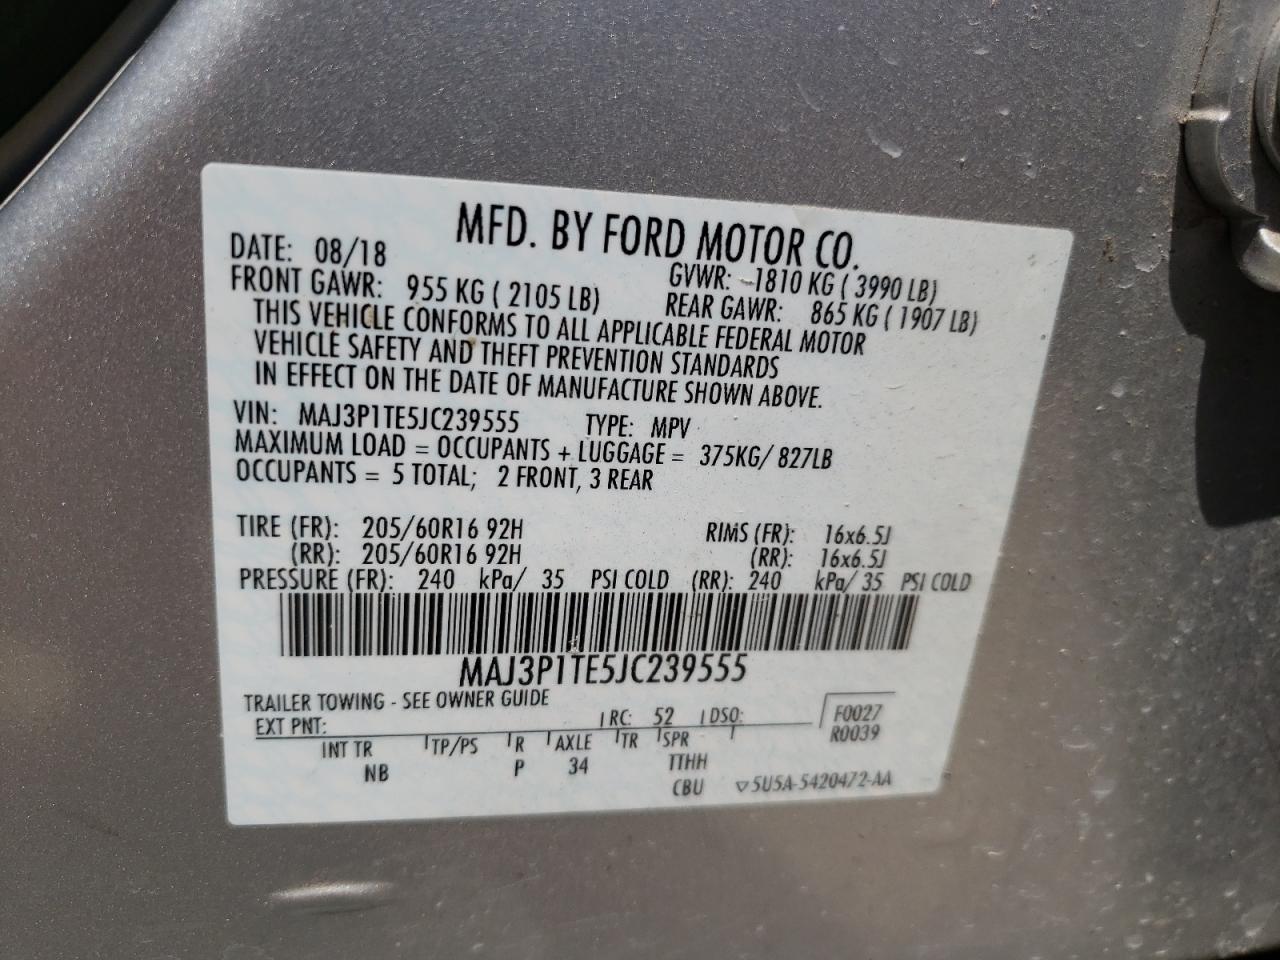 MFD. BY FORD MOTOR CO.
DATE: 08/18 GVWR: 1810 KG ( 3990 LB)
FRONT GAWR: 955 KG ( 2105 LB) REAR GAWR: 865 KG ( 1907 LB)
THIS VEHICLE CONFORMS TO ALL APPLICABLE FEDERAL MOTOR
VEHICLE SAFETY AND THEFT PREVENTION STANDARDS
IN EFFECT ON THE DATE OF MANUFACTURE SHOWN ABOVE.
VIN: MAJ3P1TE5JC239555 TYPE: MPV
MAXIMUM LOAD = OCCUPANTS + LUGGAGE = 375KG/ 827LB
OCCUPANTS = 5 TOTAL; 2 FRONT, 3 REAR
TIRE (FR): 205/60R16 92H RIMS (FR): 16x6.5J
(RR): 205/60R16 92H (RR): 16x6.5J
PRESSURE (FR): 240 kPa/ 35 PSI COLD (RR): 240 kPa/ 35 PSI COLD
MAJ3P1TE5JC239555
TRAILER TOWING - SEE OWNER GUIDE
EXT PNT: RC: 52 DSO: F0027
R0039
INT TR TP/PS R AXLE TR SPR
NB P 34 TTHH
CBU ▽5U5A-5420472-AA